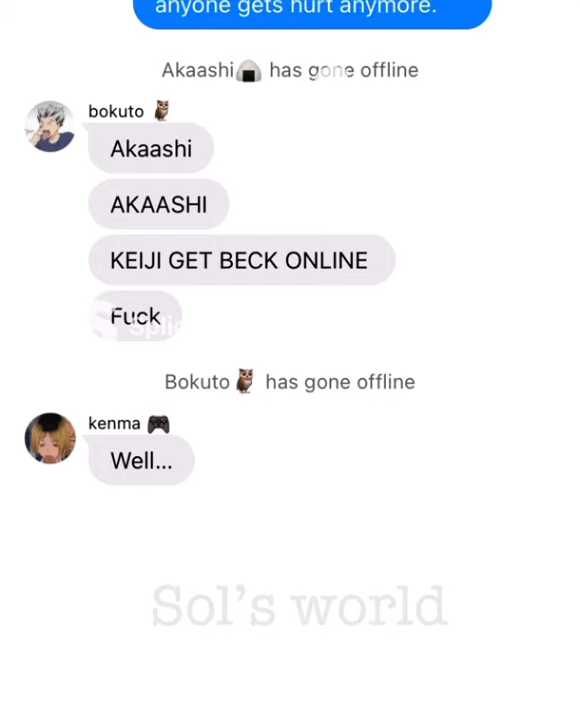 anyone gets hurt anymore.
Akaashi🍙 has gone offline
bokuto 🦉
Akaashi
AKAASHI
KEIJI GET BECK ONLINE
Fuck
Splic
Bokuto🦉 has gone offline
kenma 🎮
Well...
Sol's world